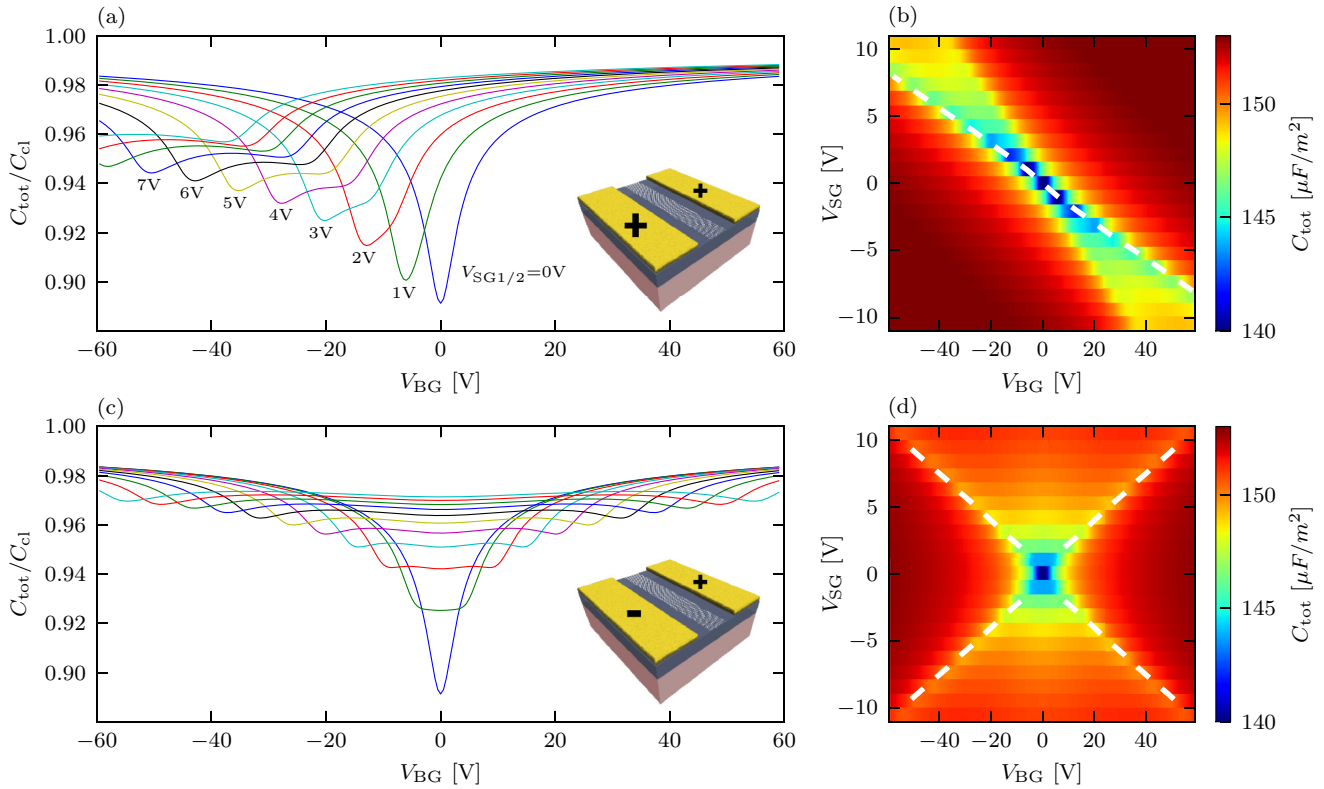 (a)
1.00
0.98
0.96
0.94
0.92
0.90
C_tot/C_cl
7V
6V
5V
4V
3V
2V
1V
V_SG1/2=0V
+
+
−60
−40
−20
0
20
40
60
V_BG [V]
(b)
10
5
0
−5
−10
V_SG [V]
−40
−20
0
20
40
V_BG [V]
150
145
140
C_tot [μF/m²]
(c)
1.00
0.98
0.96
0.94
0.92
0.90
C_tot/C_cl
-
+
−60
−40
−20
0
20
40
60
V_BG [V]
(d)
10
5
0
−5
−10
V_SG [V]
−40
−20
0
20
40
V_BG [V]
150
145
140
C_tot [μF/m²]